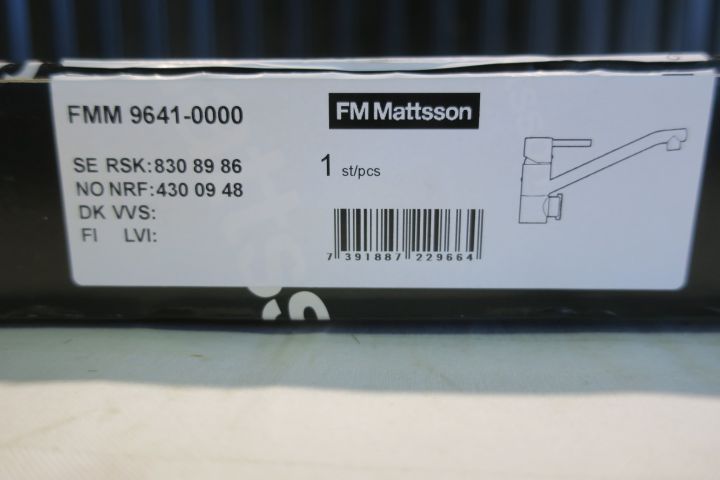 FMM 9641-0000
FM Mattsson
SE RSK:830 89 86
NO NRF:430 09 48
DK VVS:
FI LVI:
1 st/pcs
7 391887 229664